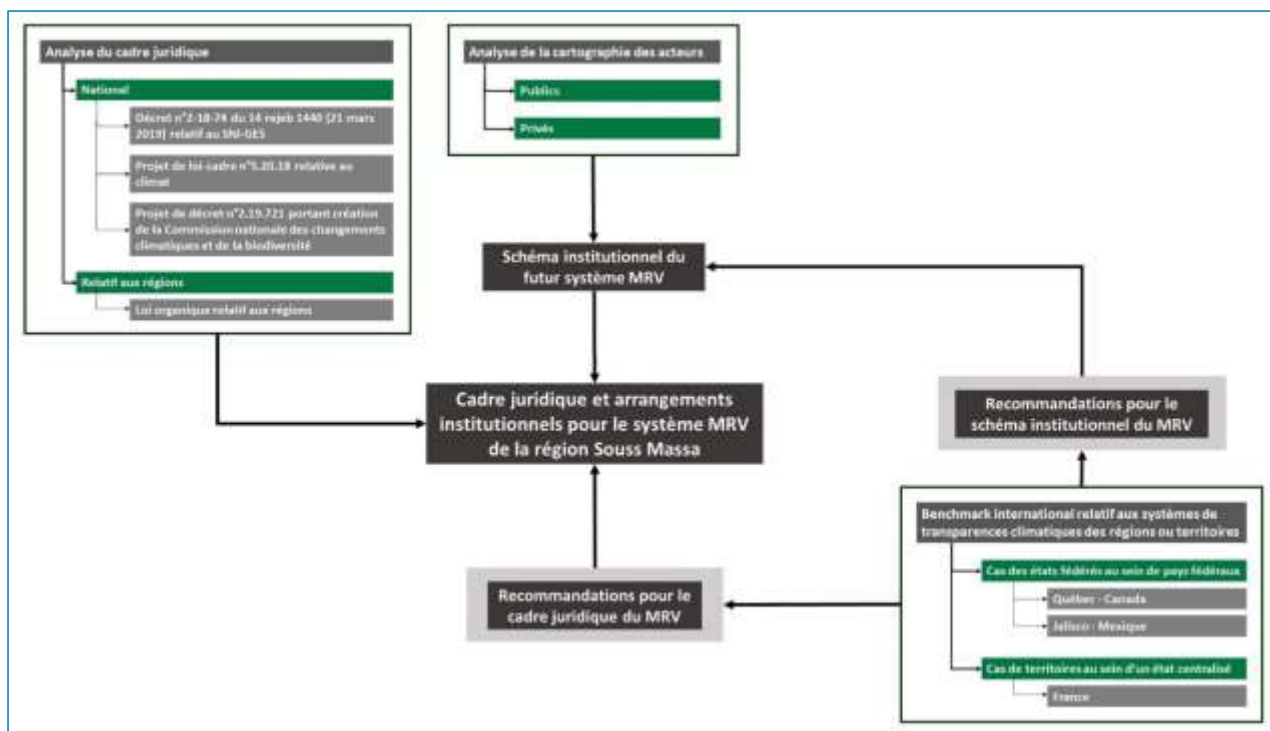 Analyse du cadre juridique
National
Décret n°2-18-74 du 14 rejeb 1440 (21 mars
2019) relatif au SNI-GES
Projet de loi-cadre n°5.20.18 relative au
climat
Projet de décret n°2.19.721 portant création
de la Commission nationale des changements
climatiques et de la biodiversité
Relatif aux régions
Loi organique relatif aux régions
Analyse de la cartographie des acteurs
Publics
Privés
Schéma institutionnel du
futur système MRV
Cadre juridique et arrangements
institutionnels pour le système MRV
de la région Souss Massa
Recommandations pour le
schéma institutionnel du MRV
Recommandations pour le
cadre juridique du MRV
Benchmark international relatif aux systèmes de
transparences climatiques des régions ou territoires
Cas des états fédérés au sein de pays fédéraux
Québec - Canada
Jalisco - Mexique
Cas de territoires au sein d'un état centralisé
France